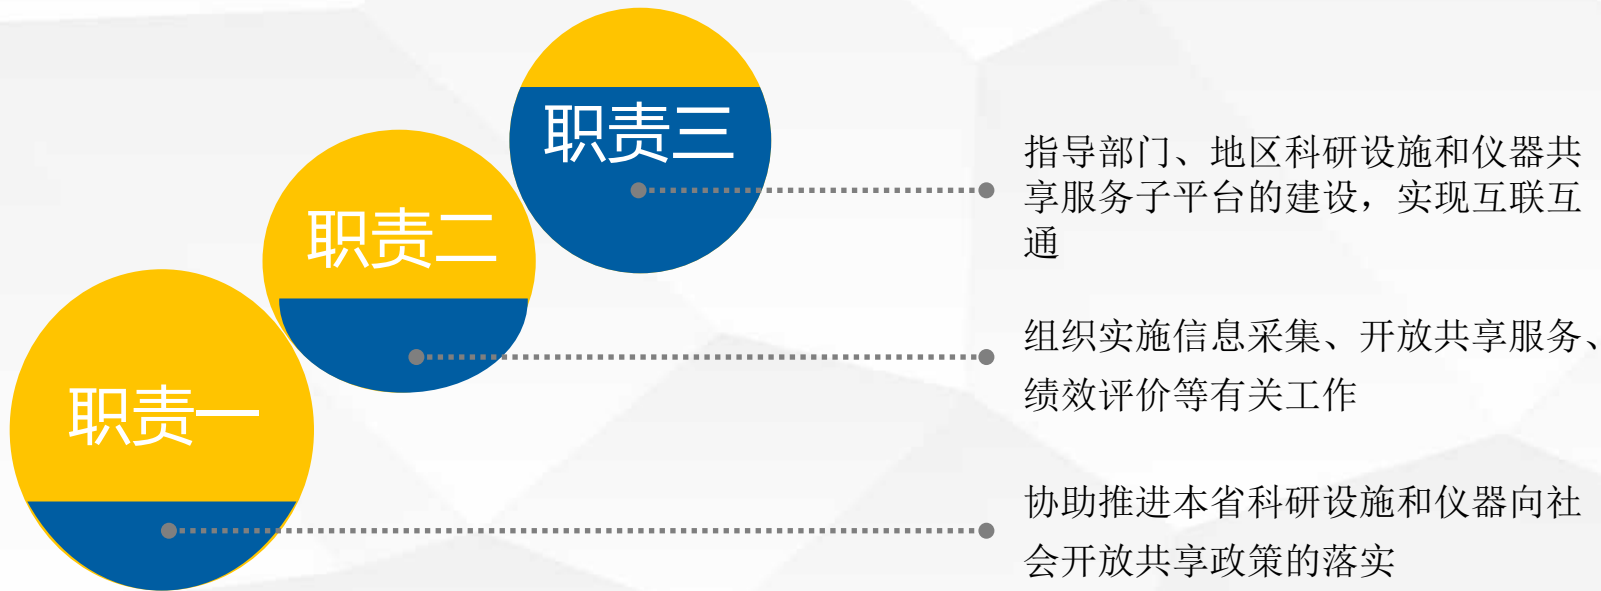 职责三
指导部门、地区科研设施和仪器共
享服务子平台的建设，实现互联互
通
职责二
组织实施信息采集、开放共享服务、
绩效评价等有关工作
职责一
协助推进本省科研设施和仪器向社
会开放共享政策的落实